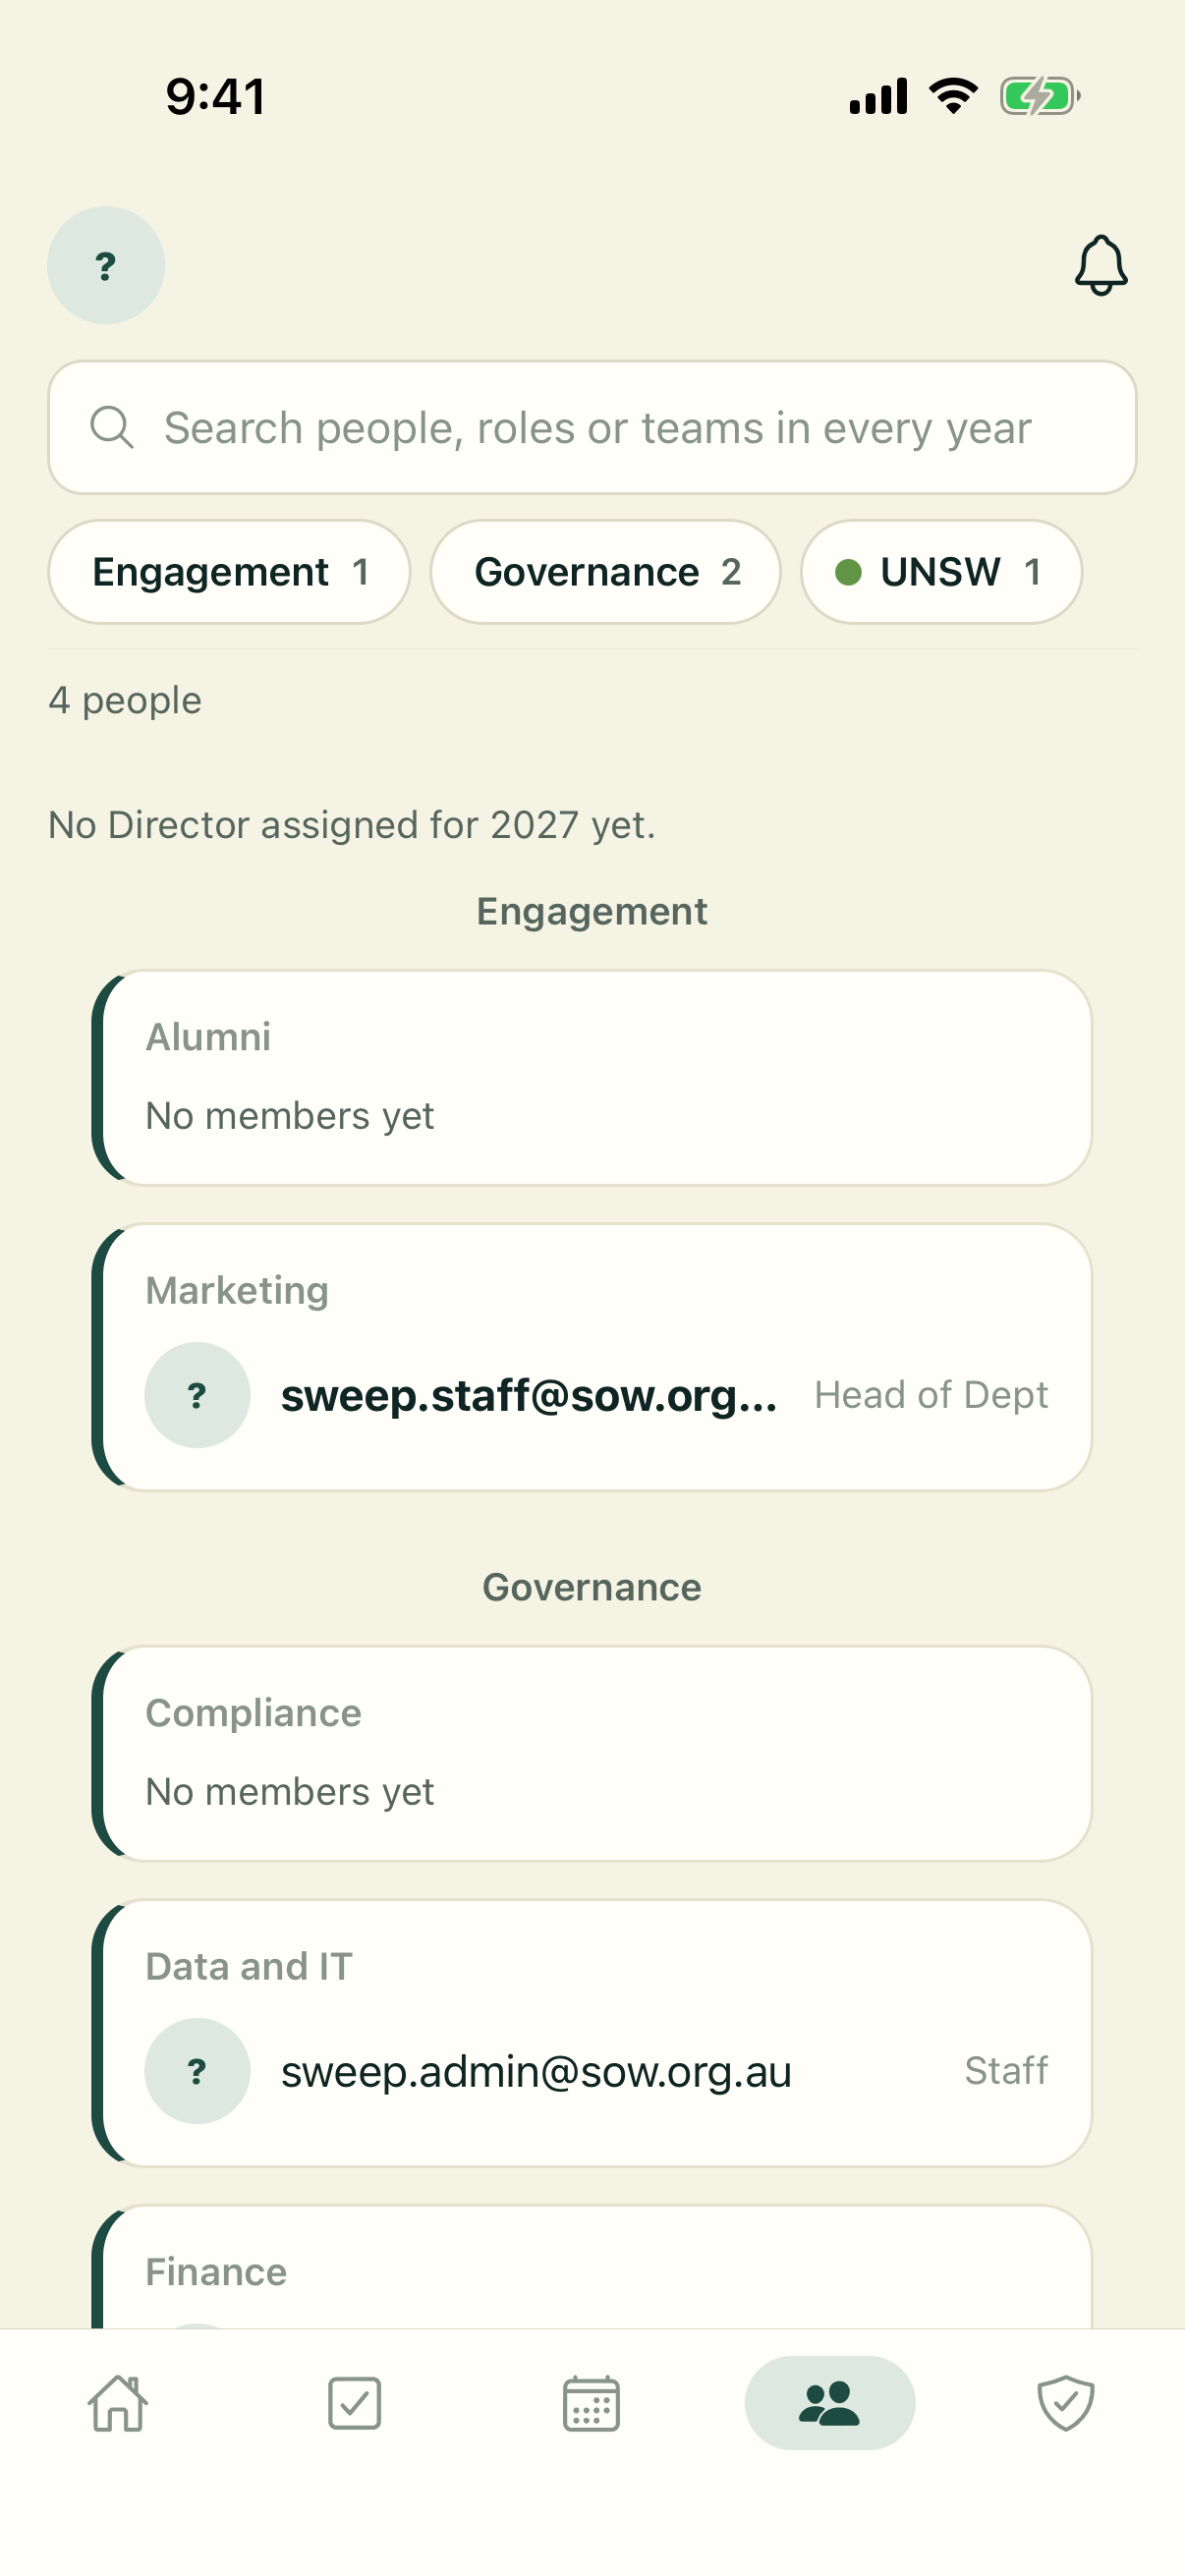 9:41
?
Search people, roles or teams in every year
Engagement 1
Governance 2
UNSW 1
4 people
No Director assigned for 2027 yet.
Engagement
Alumni
No members yet
Marketing
? sweep.staff@sow.org... Head of Dept
Governance
Compliance
No members yet
Data and IT
? sweep.admin@sow.org.au Staff
Finance